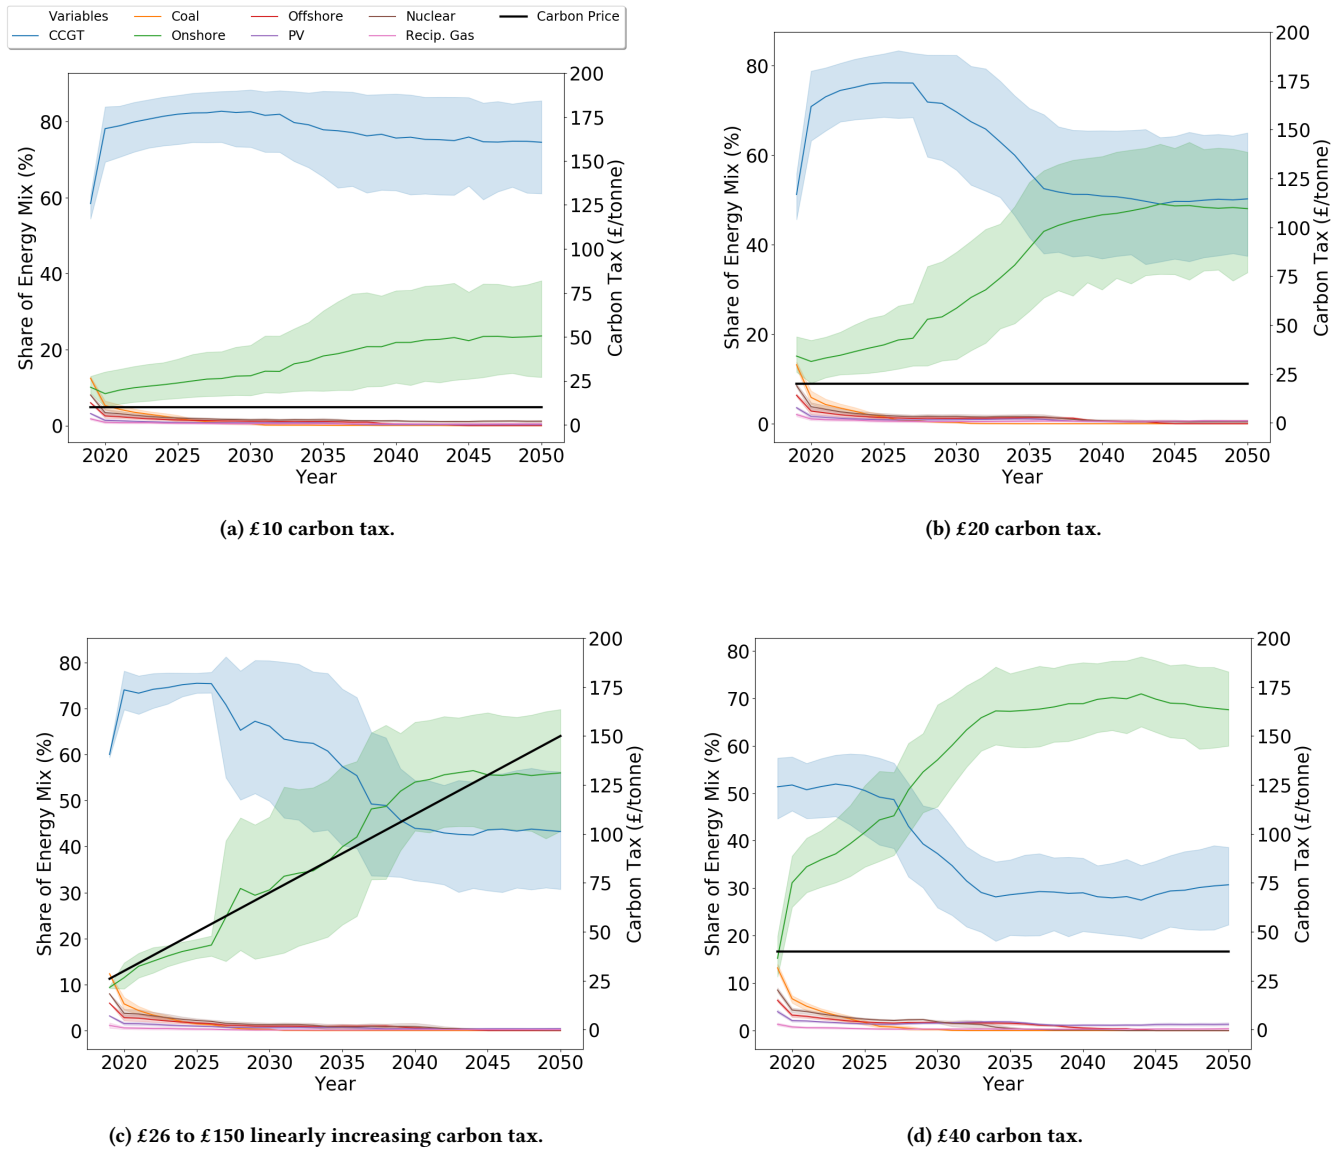 Variables
CCGT
Coal
Onshore
Offshore
PV
Nuclear
Recip. Gas
Carbon Price
Share of Energy Mix (%)
0
20
40
60
80
2020 2025 2030 2035 2040 2045 2050
Year
0
25
50
75
100
125
150
175
200
Carbon Tax (£/tonne)
(a) £10 carbon tax.
Share of Energy Mix (%)
0
20
40
60
80
2020 2025 2030 2035 2040 2045 2050
Year
0
25
50
75
100
125
150
175
200
Carbon Tax (£/tonne)
(b) £20 carbon tax.
Share of Energy Mix (%)
0
10
20
30
40
50
60
70
80
2020 2025 2030 2035 2040 2045 2050
Year
0
25
50
75
100
125
150
175
200
Carbon Tax (£/tonne)
(c) £26 to £150 linearly increasing carbon tax.
Share of Energy Mix (%)
0
10
20
30
40
50
60
70
80
2020 2025 2030 2035 2040 2045 2050
Year
0
25
50
75
100
125
150
175
200
Carbon Tax (£/tonne)
(d) £40 carbon tax.